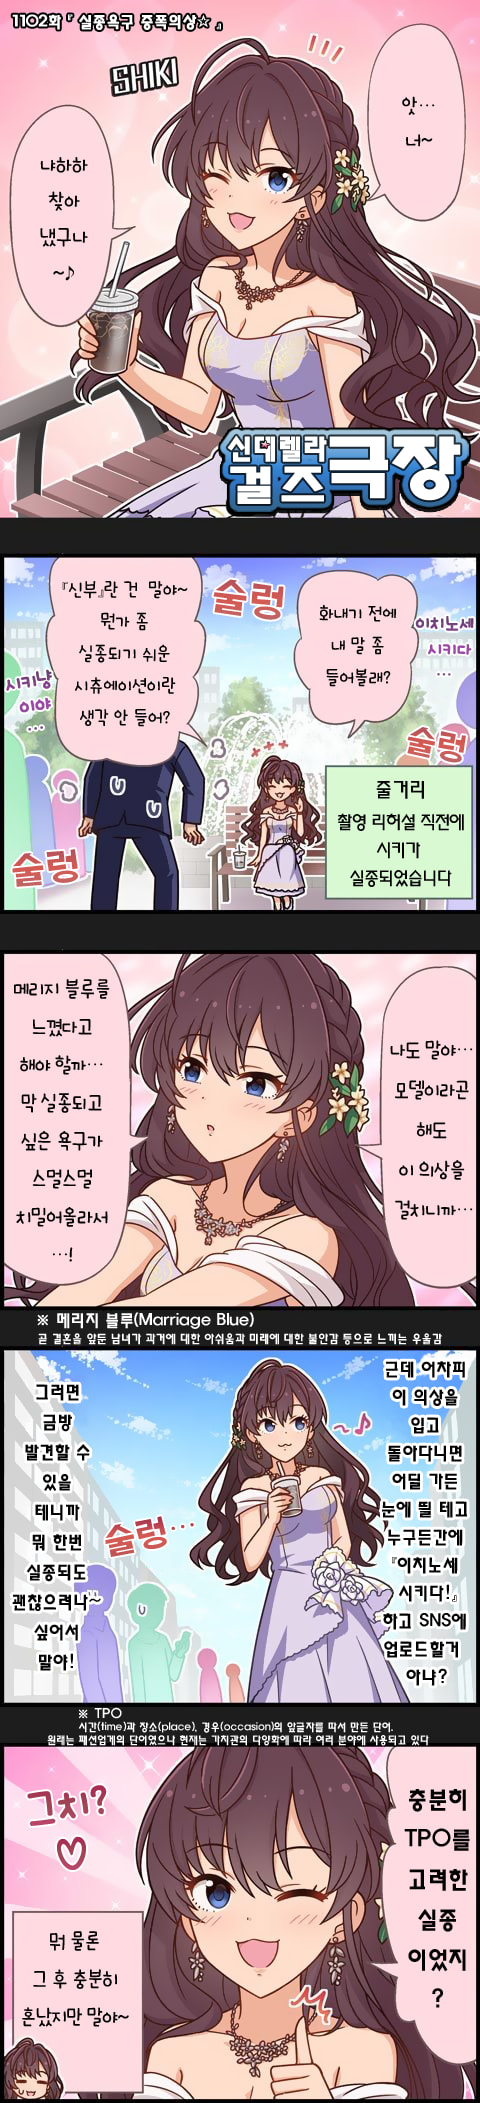 1102화『 실종욕구 증폭의상☆ 』
SHIKI
앗…
너~
냐하하
찾아
냈구나
~♪
신데렐라
걸즈극장
화내기 전에
내 말 좀
들어볼래?
『신부』란 건 말야~
뭔가 좀
실종되기 쉬운
시츄에이션이란
생각 안 들어?
술렁
이치노세
시키다
…
시키냥
이야
…
술렁
술렁
줄거리
촬영 리허설 직전에
시키가
실종되었습니다
나도 말야…
모델이라곤
해도
이 의상을
걸치니까…
메리지 블루를
느꼈다고
해야 할까…
막 실종되고
싶은 욕구가
스멀스멀
치밀어올라서
…!
※ 메리지 블루(Marriage Blue)
곧 결혼을 앞둔 남녀가 과거에 대한 아쉬움과 미래에 대한 불안감 등으로 느끼는 우울감
근데 어차피
이 의상을
입고
돌아다니면
어딜 가든
눈에 띌 테고
누구든간에
『이치노세
시키다!』
하고 SNS에
업로드할거
아냐?
그러면
금방
발견할 수
있을
테니까
뭐 한번
실종되도
괜찮으려나~
싶어서
말야!
~♪
술렁…
※ TPO
시간(time)과 장소(place), 경우(occasion)의 앞글자를 따서 만든 단어.
원래는 패션업계의 단어였으나 현재는 가치관의 다양화에 따라 여러 분야에 사용되고 있다
충분히
TPO를
고려한
실종
이었지
?
그치?
♡
뭐 물론
그 후 충분히
혼났지만 말야~